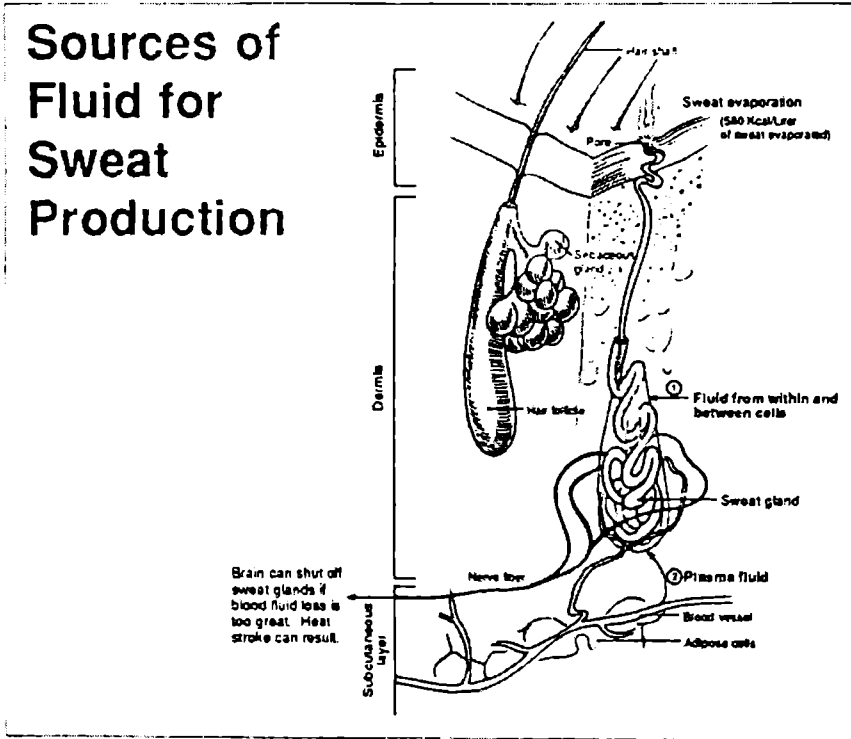 Sources of
Fluid for
Sweat
Production
Hair shaft
Sweat evaporation
(580 Kcal/Liter
of sweat evaporated)
Pore
Epidermis
Sebaceous
gland
Dermis
Hair follicle
① Fluid from within and
between cells
Sweat gland
② Plasma fluid
Nerve fiber
Brain can shut off
sweat glands if
blood fluid loss is
too great. Heat
stroke can result.
Blood vessel
Adipose cells
Subcutaneous
layer